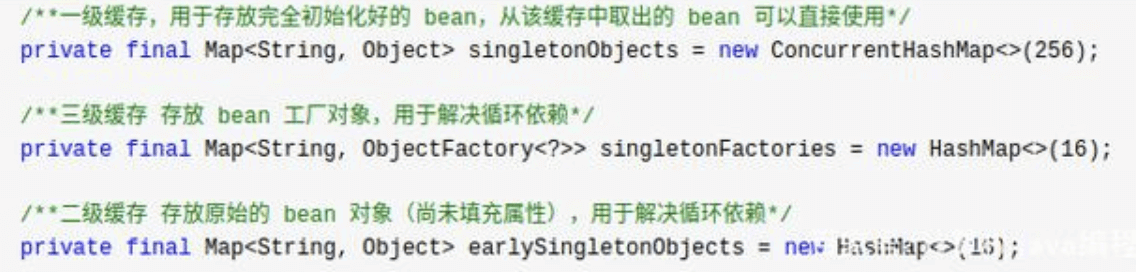 /**一级缓存，用于存放完全初始化好的 bean，从该缓存中取出的 bean 可以直接使用*/
private final Map<String, Object> singletonObjects = new ConcurrentHashMap<>(256);
/**三级缓存 存放 bean 工厂对象，用于解决循环依赖*/
private final Map<String, ObjectFactory<?>> singletonFactories = new HashMap<>(16);
/**二级缓存 存放原始的 bean 对象（尚未填充属性），用于解决循环依赖*/
private final Map<String, Object> earlySingletonObjects = new HashMap<>(16);